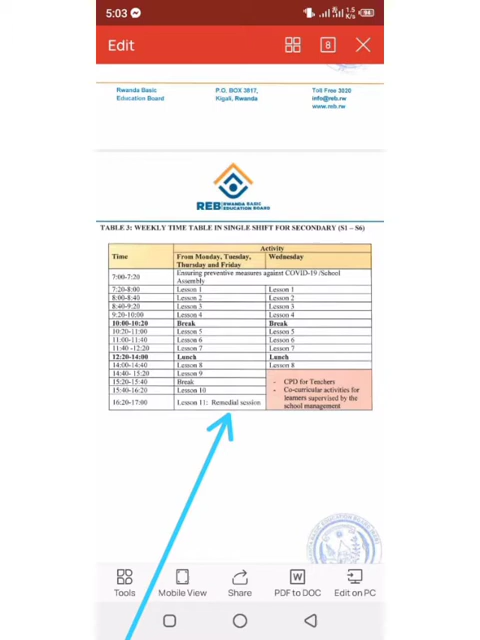 5:03
1.5
K/s
96
Edit
8
Rwanda Basic P.O. BOX 3817, Toll Free 3020
Education Board Kigali, Rwanda info@reb.rw
www.reb.rw
REB RWANDA BASIC
EDUCATION BOARD
TABLE 3: WEEKLY TIME TABLE IN SINGLE SHIFT FOR SECONDARY (S1 – S6)
Time Activity
From Monday, Tuesday, Wednesday
Thursday and Friday
7:00-7:20 Ensuring preventive measures against COVID-19 /School
Assembly
7:20-8:00 Lesson 1 Lesson 1
8:00-8:40 Lesson 2 Lesson 2
8:40-9:20 Lesson 3 Lesson 3
9:20-10:00 Lesson 4 Lesson 4
10:00-10:20 Break Break
10:20-11:00 Lesson 5 Lesson 5
11:00-11:40 Lesson 6 Lesson 6
11:40 -12:20 Lesson 7 Lesson 7
12:20-14:00 Lunch Lunch
14:00-14:40 Lesson 8 Lesson 8
14:40- 15:20 Lesson 9
15:20-15:40 Break - CPD for Teachers
15:40-16:20 Lesson 10 - Co-curricular activities for
learners supervised by the
16:20-17:00 Lesson 11: Remedial session school management
Tools
Mobile View
Share
W
PDF to DOC
Edit on PC